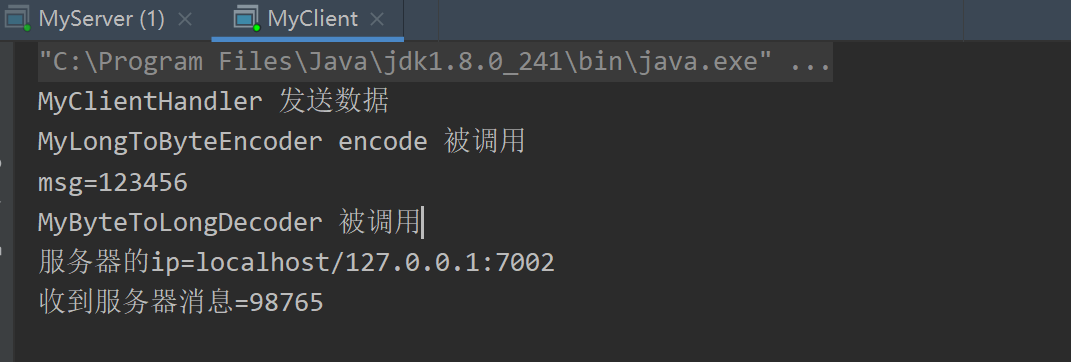 MyServer (1) MyClient
"C:\Program Files\Java\jdk1.8.0_241\bin\java.exe" ...
MyClientHandler 发送数据
MyLongToByteEncoder encode 被调用
msg=123456
MyByteToLongDecoder 被调用
服务器的ip=localhost/127.0.0.1:7002
收到服务器消息=98765